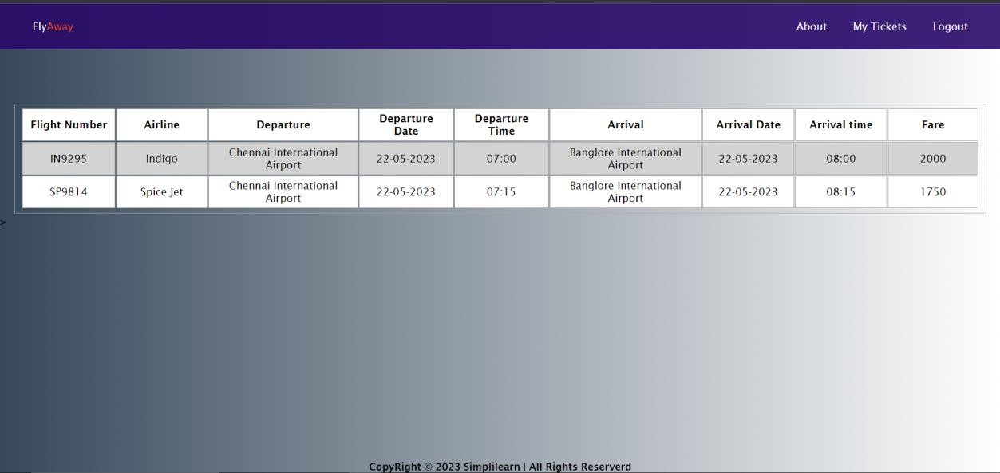 FlyAway About My Tickets Logout
Flight Number Airline Departure Departure Date Departure Time Arrival Arrival Date Arrival time Fare
IN9295 Indigo Chennai International Airport 22-05-2023 07:00 Banglore International Airport 22-05-2023 08:00 2000
SP9814 Spice Jet Chennai International Airport 22-05-2023 07:15 Banglore International Airport 22-05-2023 08:15 1750
>
CopyRight © 2023 Simplilearn | All Rights Reserverd